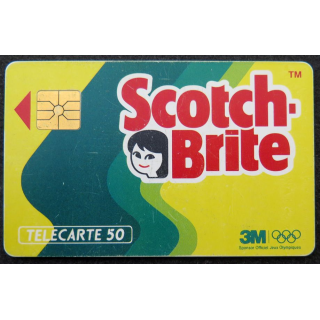 Scotch-
Brite
TM
TELECARTE 50
3M
Sponsor Officiel Jeux Olympiques